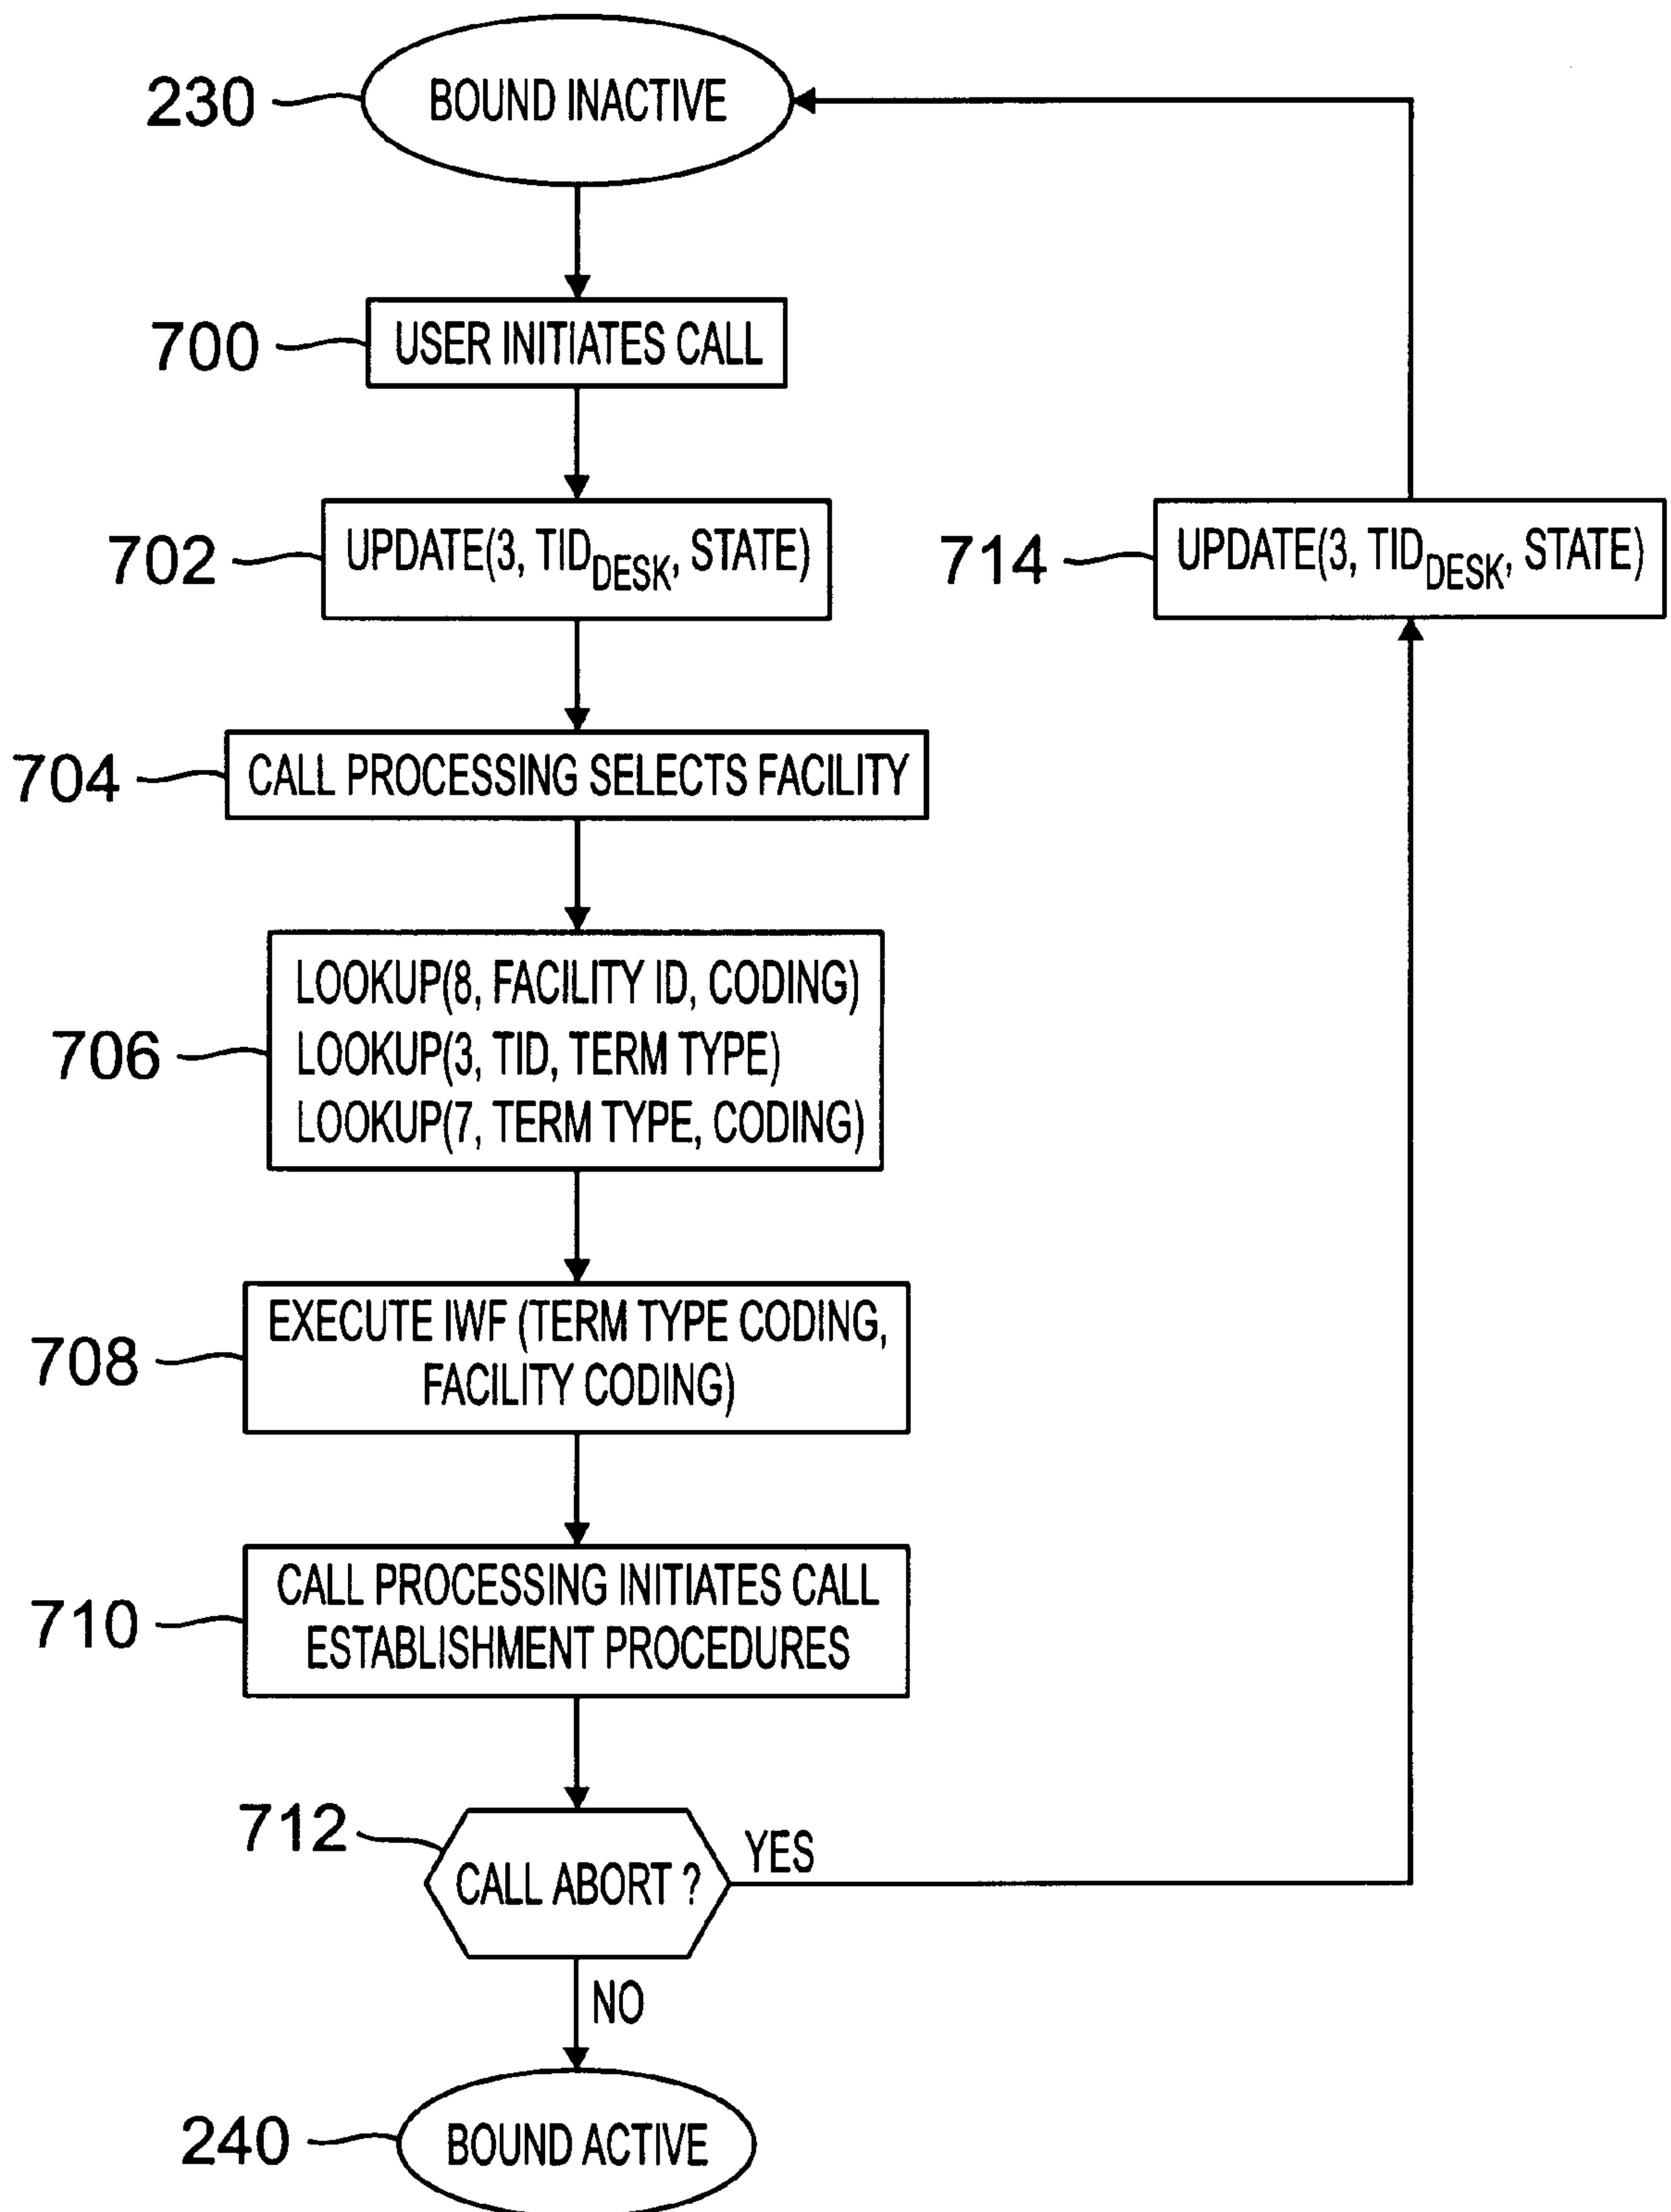 230
BOUND INACTIVE
700
USER INITIATES CALL
702
UPDATE(3, TID_DESK, STATE)
714
UPDATE(3, TID_DESK, STATE)
704
CALL PROCESSING SELECTS FACILITY
706
LOOKUP(8, FACILITY ID, CODING)
LOOKUP(3, TID, TERM TYPE)
LOOKUP(7, TERM TYPE, CODING)
708
EXECUTE IWF (TERM TYPE CODING,
FACILITY CODING)
710
CALL PROCESSING INITIATES CALL
ESTABLISHMENT PROCEDURES
712
CALL ABORT ?
YES
NO
240
BOUND ACTIVE